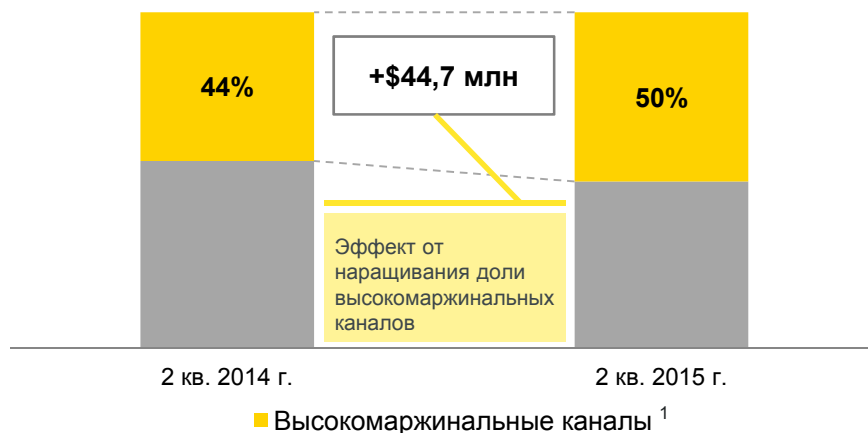 44%
+$44,7 млн
50%
Эффект от
наращивания доли
высокомаржинальных
каналов
2 кв. 2014 г.
2 кв. 2015 г.
Высокомаржинальные каналы 1